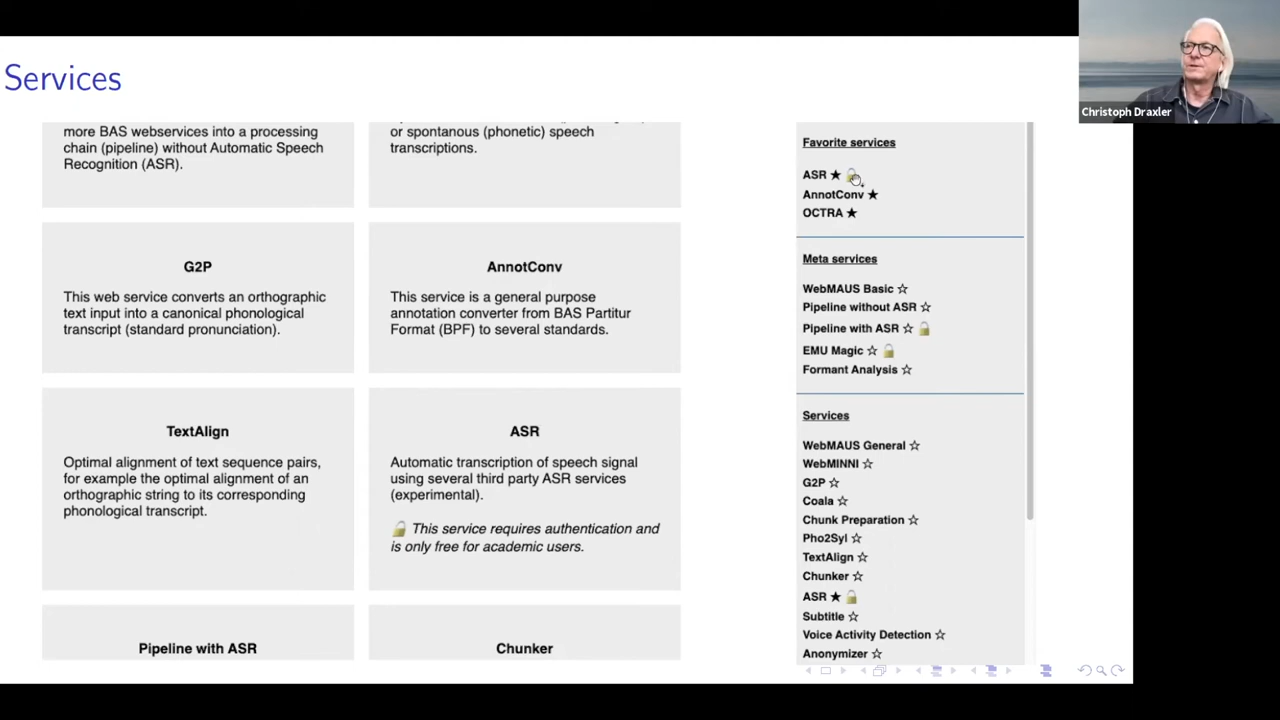 Services
more BAS webservices into a processing
chain (pipeline) without Automatic Speech
Recognition (ASR).
or spontanous (phonetic) speech
transcriptions.
G2P
This web service converts an orthographic
text input into a canonical phonological
transcript (standard pronunciation).
AnnotConv
This service is a general purpose
annotation converter from BAS Partitur
Format (BPF) to several standards.
TextAlign
Optimal alignment of text sequence pairs,
for example the optimal alignment of an
orthographic string to its corresponding
phonological transcript.
ASR
Automatic transcription of speech signal
using several third party ASR services
(experimental).
This service requires authentication and
is only free for academic users.
Pipeline with ASR
Chunker
Favorite services
ASR ★
AnnotConv ★
OCTRA ★
Meta services
WebMAUS Basic ☆
Pipeline without ASR ☆
Pipeline with ASR ☆
EMU Magic ☆
Formant Analysis ☆
Services
WebMAUS General ☆
WebMINNI ☆
G2P ☆
Coala ☆
Chunk Preparation ☆
Pho2Syl ☆
TextAlign ☆
Chunker ☆
ASR ★
Subtitle ☆
Voice Activity Detection ☆
Anonymizer ☆
Christoph Draxler